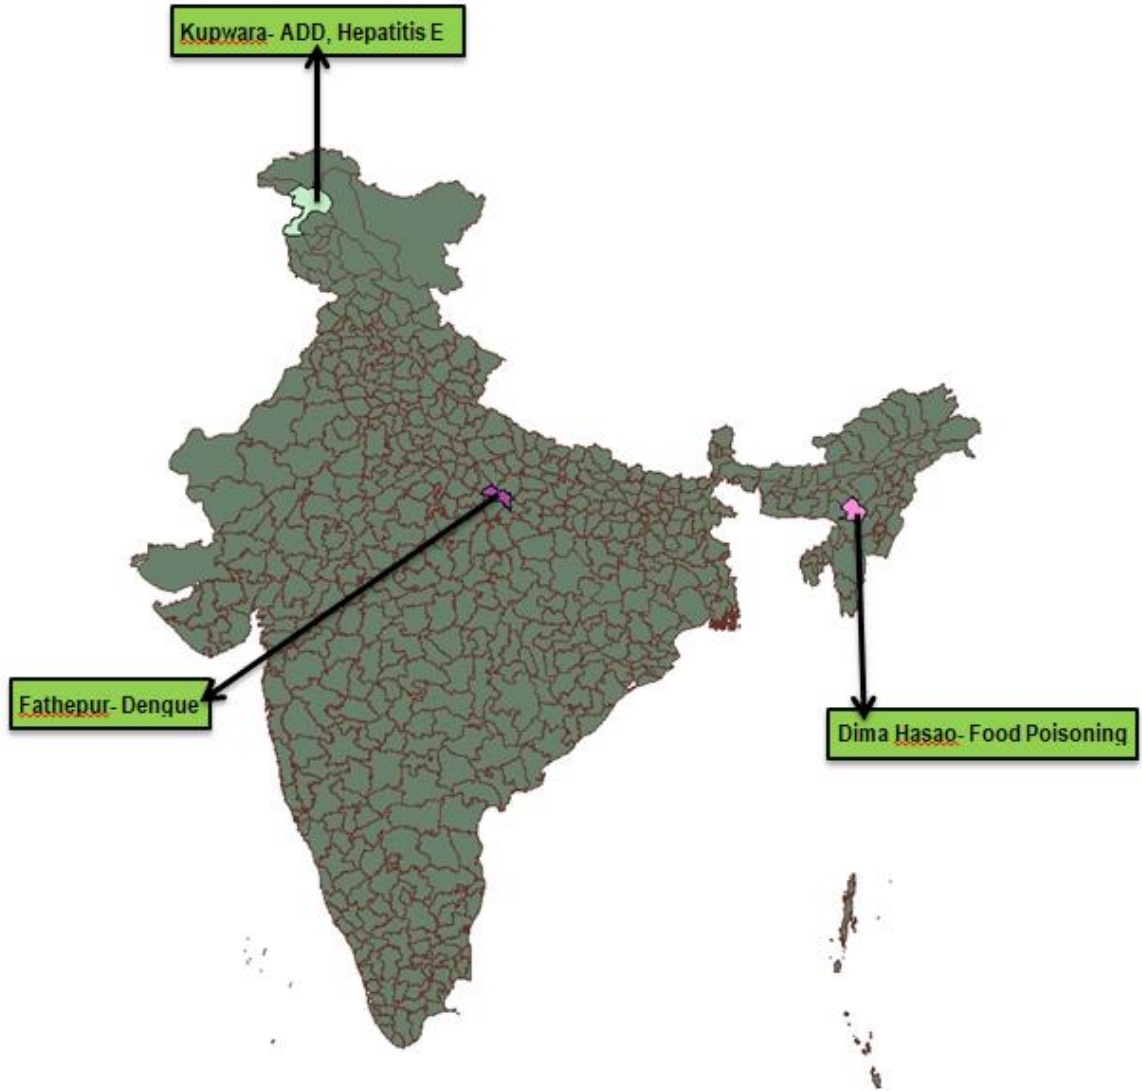 Kupwara- ADD, Hepatitis E
Fathepur- Dengue
Dima Hasao- Food Poisoning